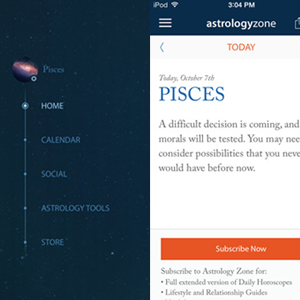 Pisces
HOME
CALENDAR
SOCIAL
ASTROLOGY TOOLS
STORE
iPod 3:04 PM
astrologyzone
TODAY
Today, October 7th
PISCES
A difficult decision is coming, and
morals will be tested. You may nee
consider possibilities that you neve
would have before now.
Subscribe Now
Subscribe to Astrology Zone for:
• Full extended version of Daily Horoscopes
• Lifestyle and Relationship Guides